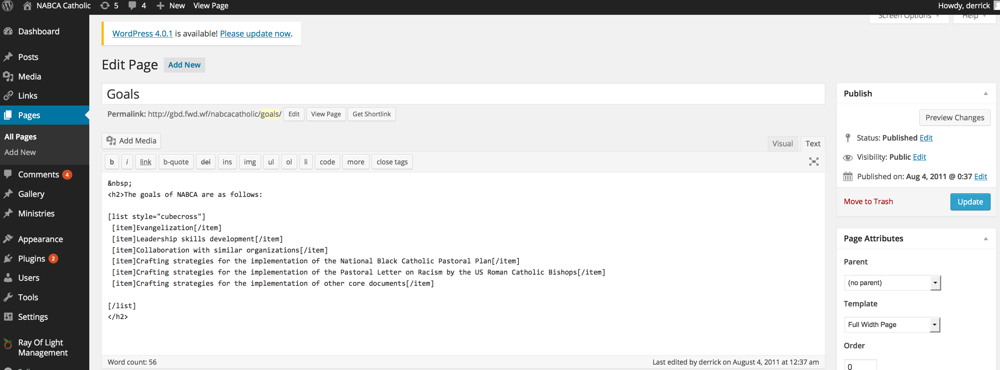 NABCA Catholic 5 4 New View Page Howdy, derrick
Screen Options Help
Dashboard
Posts
Media
Links
Pages
All Pages
Add New
Comments 4
Gallery
Ministries
Appearance
Plugins 2
Users
Tools
Settings
Ray Of Light
Management
WordPress 4.0.1 is available! Please update now.
Edit Page Add New
Goals
Permalink: http://gbd.fwd.wf/nabcacatholic/goals/ Edit View Page Get Shortlink
Add Media Visual Text
b i link b-quote del ins img ul ol li code more close tags
&nbsp;
<h2>The goals of NABCA are as follows:
[list style="cubecross"]
[item]Evangelization[/item]
[item]Leadership skills development[/item]
[item]Collaboration with similar organizations[/item]
[item]Crafting strategies for the implementation of the National Black Catholic Pastoral Plan[/item]
[item]Crafting strategies for the implementation of the Pastoral Letter on Racism by the US Roman Catholic Bishops[/item]
[item]Crafting strategies for the implementation of other core documents[/item]
[/list]
</h2>
Word count: 56 Last edited by derrick on August 4, 2011 at 12:37 am
Publish
Preview Changes
Status: Published Edit
Visibility: Public Edit
Published on: Aug 4, 2011 @ 0:37 Edit
Move to Trash Update
Page Attributes
Parent
(no parent)
Template
Full Width Page
Order
0